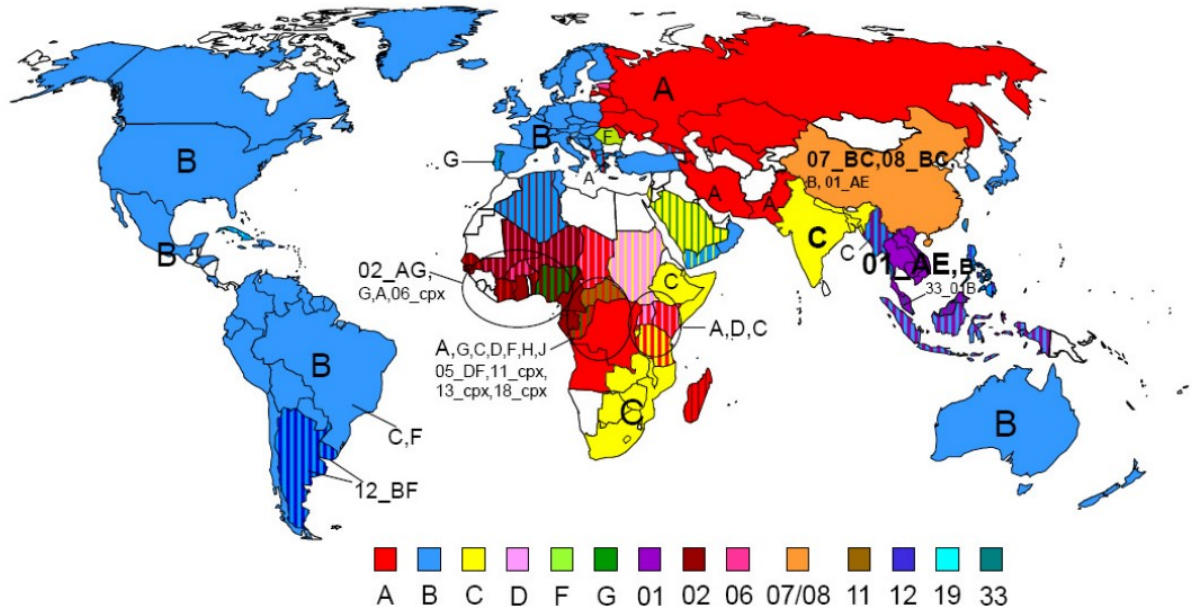 A
B
F
B
07_BC,08_BC,
B, 01_AE
G
A
A
A
B
02_AG,
G,A,06_cpx
C
C
C
01_AE,B,
33_01B
A,D,C
A,G,C,D,F,H,J
05_DF,11_cpx,
13_cpx,18_cpx
B
C
B
C,F
12_BF
A B C D F G 01 02 06 07/08 11 12 19 33